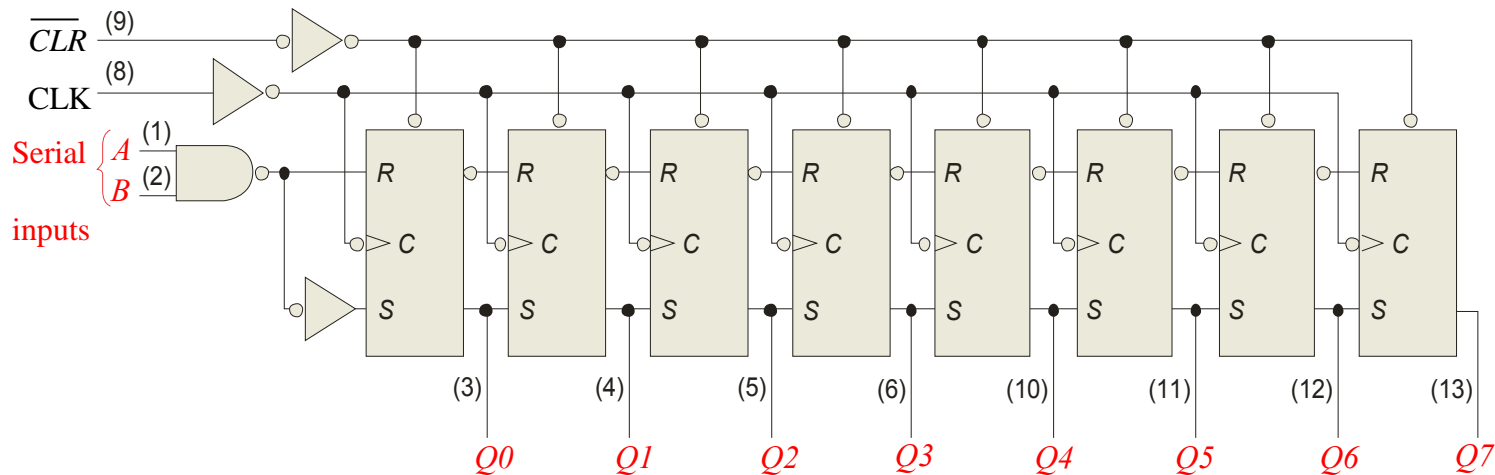 CLR (9)
CLK (8)
Serial A (1)
B (2)
inputs
R R R R R R R R
C C C C C C C C
S S S S S S S S
(3) (4) (5) (6) (10) (11) (12) (13)
Q0 Q1 Q2 Q3 Q4 Q5 Q6 Q7